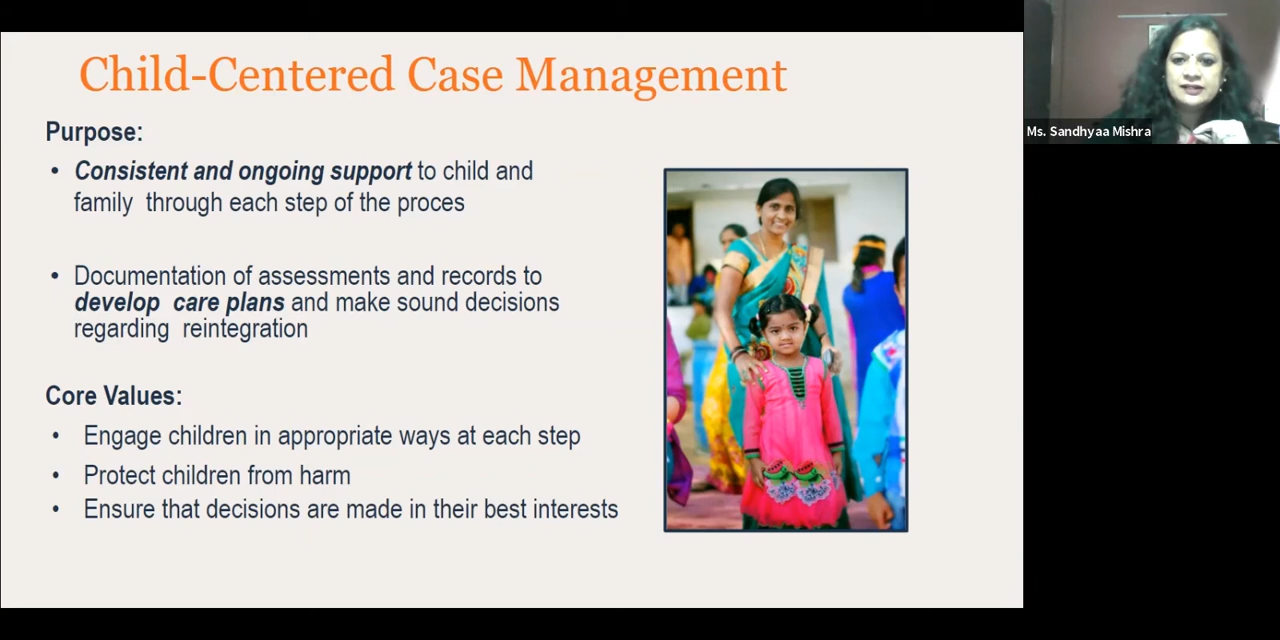 Child-Centered Case Management
Purpose:
• Consistent and ongoing support to child and
family through each step of the proces
• Documentation of assessments and records to
develop care plans and make sound decisions
regarding reintegration
Core Values:
• Engage children in appropriate ways at each step
• Protect children from harm
• Ensure that decisions are made in their best interests
Ms. Sandhyaa Mishra